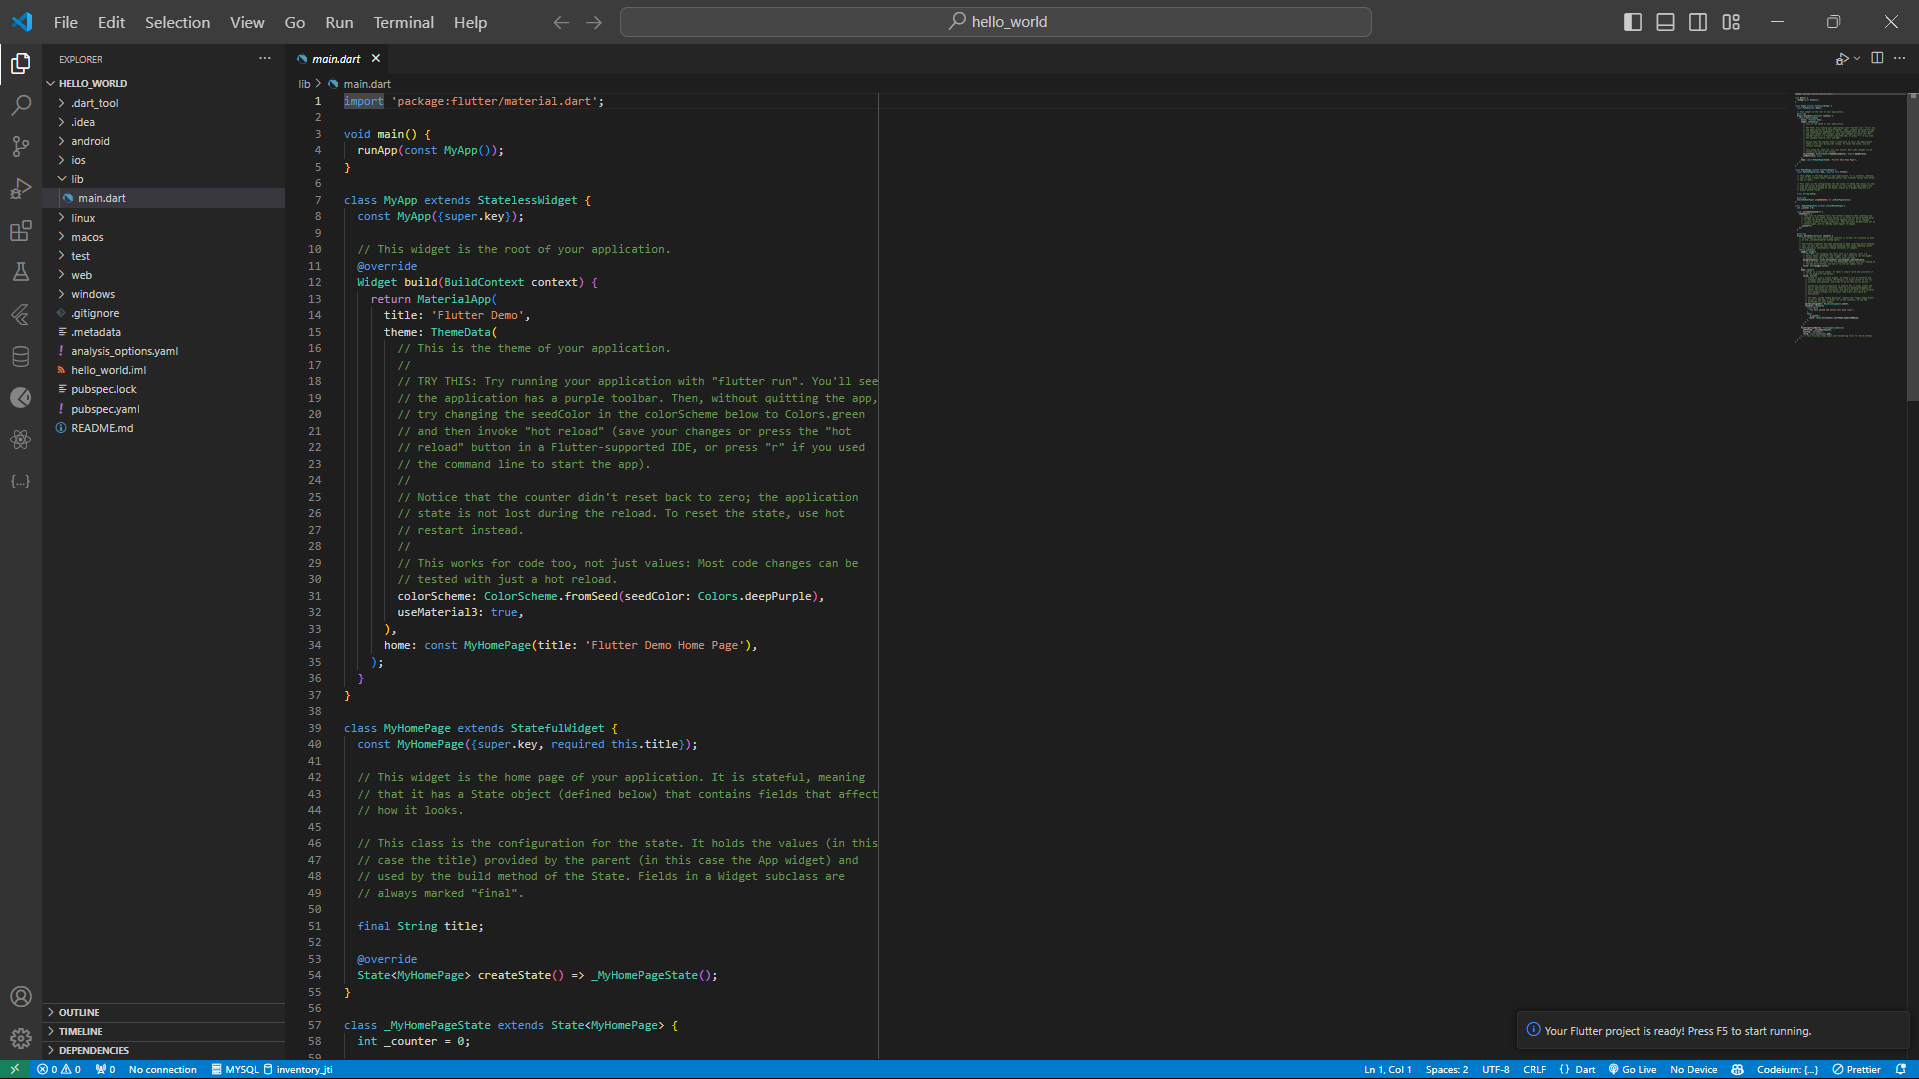 File Edit Selection View Go Run Terminal Help
hello_world
EXPLORER
HELLO_WORLD
.dart_tool
.idea
android
ios
lib
main.dart
linux
macos
test
web
windows
.gitignore
.metadata
analysis_options.yaml
hello_world.iml
pubspec.lock
pubspec.yaml
README.md
OUTLINE
TIMELINE
DEPENDENCIES
main.dart
lib > main.dart
1 import 'package:flutter/material.dart';
2
3 void main() {
4 runApp(const MyApp());
5 }
6
7 class MyApp extends StatelessWidget {
8 const MyApp({super.key});
9
10 // This widget is the root of your application.
11 @override
12 Widget build(BuildContext context) {
13 return MaterialApp(
14 title: 'Flutter Demo',
15 theme: ThemeData(
16 // This is the theme of your application.
17 //
18 // TRY THIS: Try running your application with "flutter run". You'll see
19 // the application has a purple toolbar. Then, without quitting the app,
20 // try changing the seedColor in the colorScheme below to Colors.green
21 // and then invoke "hot reload" (save your changes or press the "hot
22 // reload" button in a Flutter-supported IDE, or press "r" if you used
23 // the command line to start the app).
24 //
25 // Notice that the counter didn't reset back to zero; the application
26 // state is not lost during the reload. To reset the state, use hot
27 // restart instead.
28 //
29 // This works for code too, not just values: Most code changes can be
30 // tested with just a hot reload.
31 colorScheme: ColorScheme.fromSeed(seedColor: Colors.deepPurple),
32 useMaterial3: true,
33 ),
34 home: const MyHomePage(title: 'Flutter Demo Home Page'),
35 );
36 }
37 }
38
39 class MyHomePage extends StatefulWidget {
40 const MyHomePage({super.key, required this.title});
41
42 // This widget is the home page of your application. It is stateful, meaning
43 // that it has a State object (defined below) that contains fields that affect
44 // how it looks.
45
46 // This class is the configuration for the state. It holds the values (in this
47 // case the title) provided by the parent (in this case the App widget) and
48 // used by the build method of the State. Fields in a Widget subclass are
49 // always marked "final".
50
51 final String title;
52
53 @override
54 State<MyHomePage> createState() => _MyHomePageState();
55 }
56
57 class _MyHomePageState extends State<MyHomePage> {
58 int _counter = 0;
59
Your Flutter project is ready! Press F5 to start running.
0 0 0 No connection MYSQL inventory_jti Ln 1, Col 1 Spaces: 2 UTF-8 CRLF {} Dart Go Live No Device Codeium: {...} Prettier